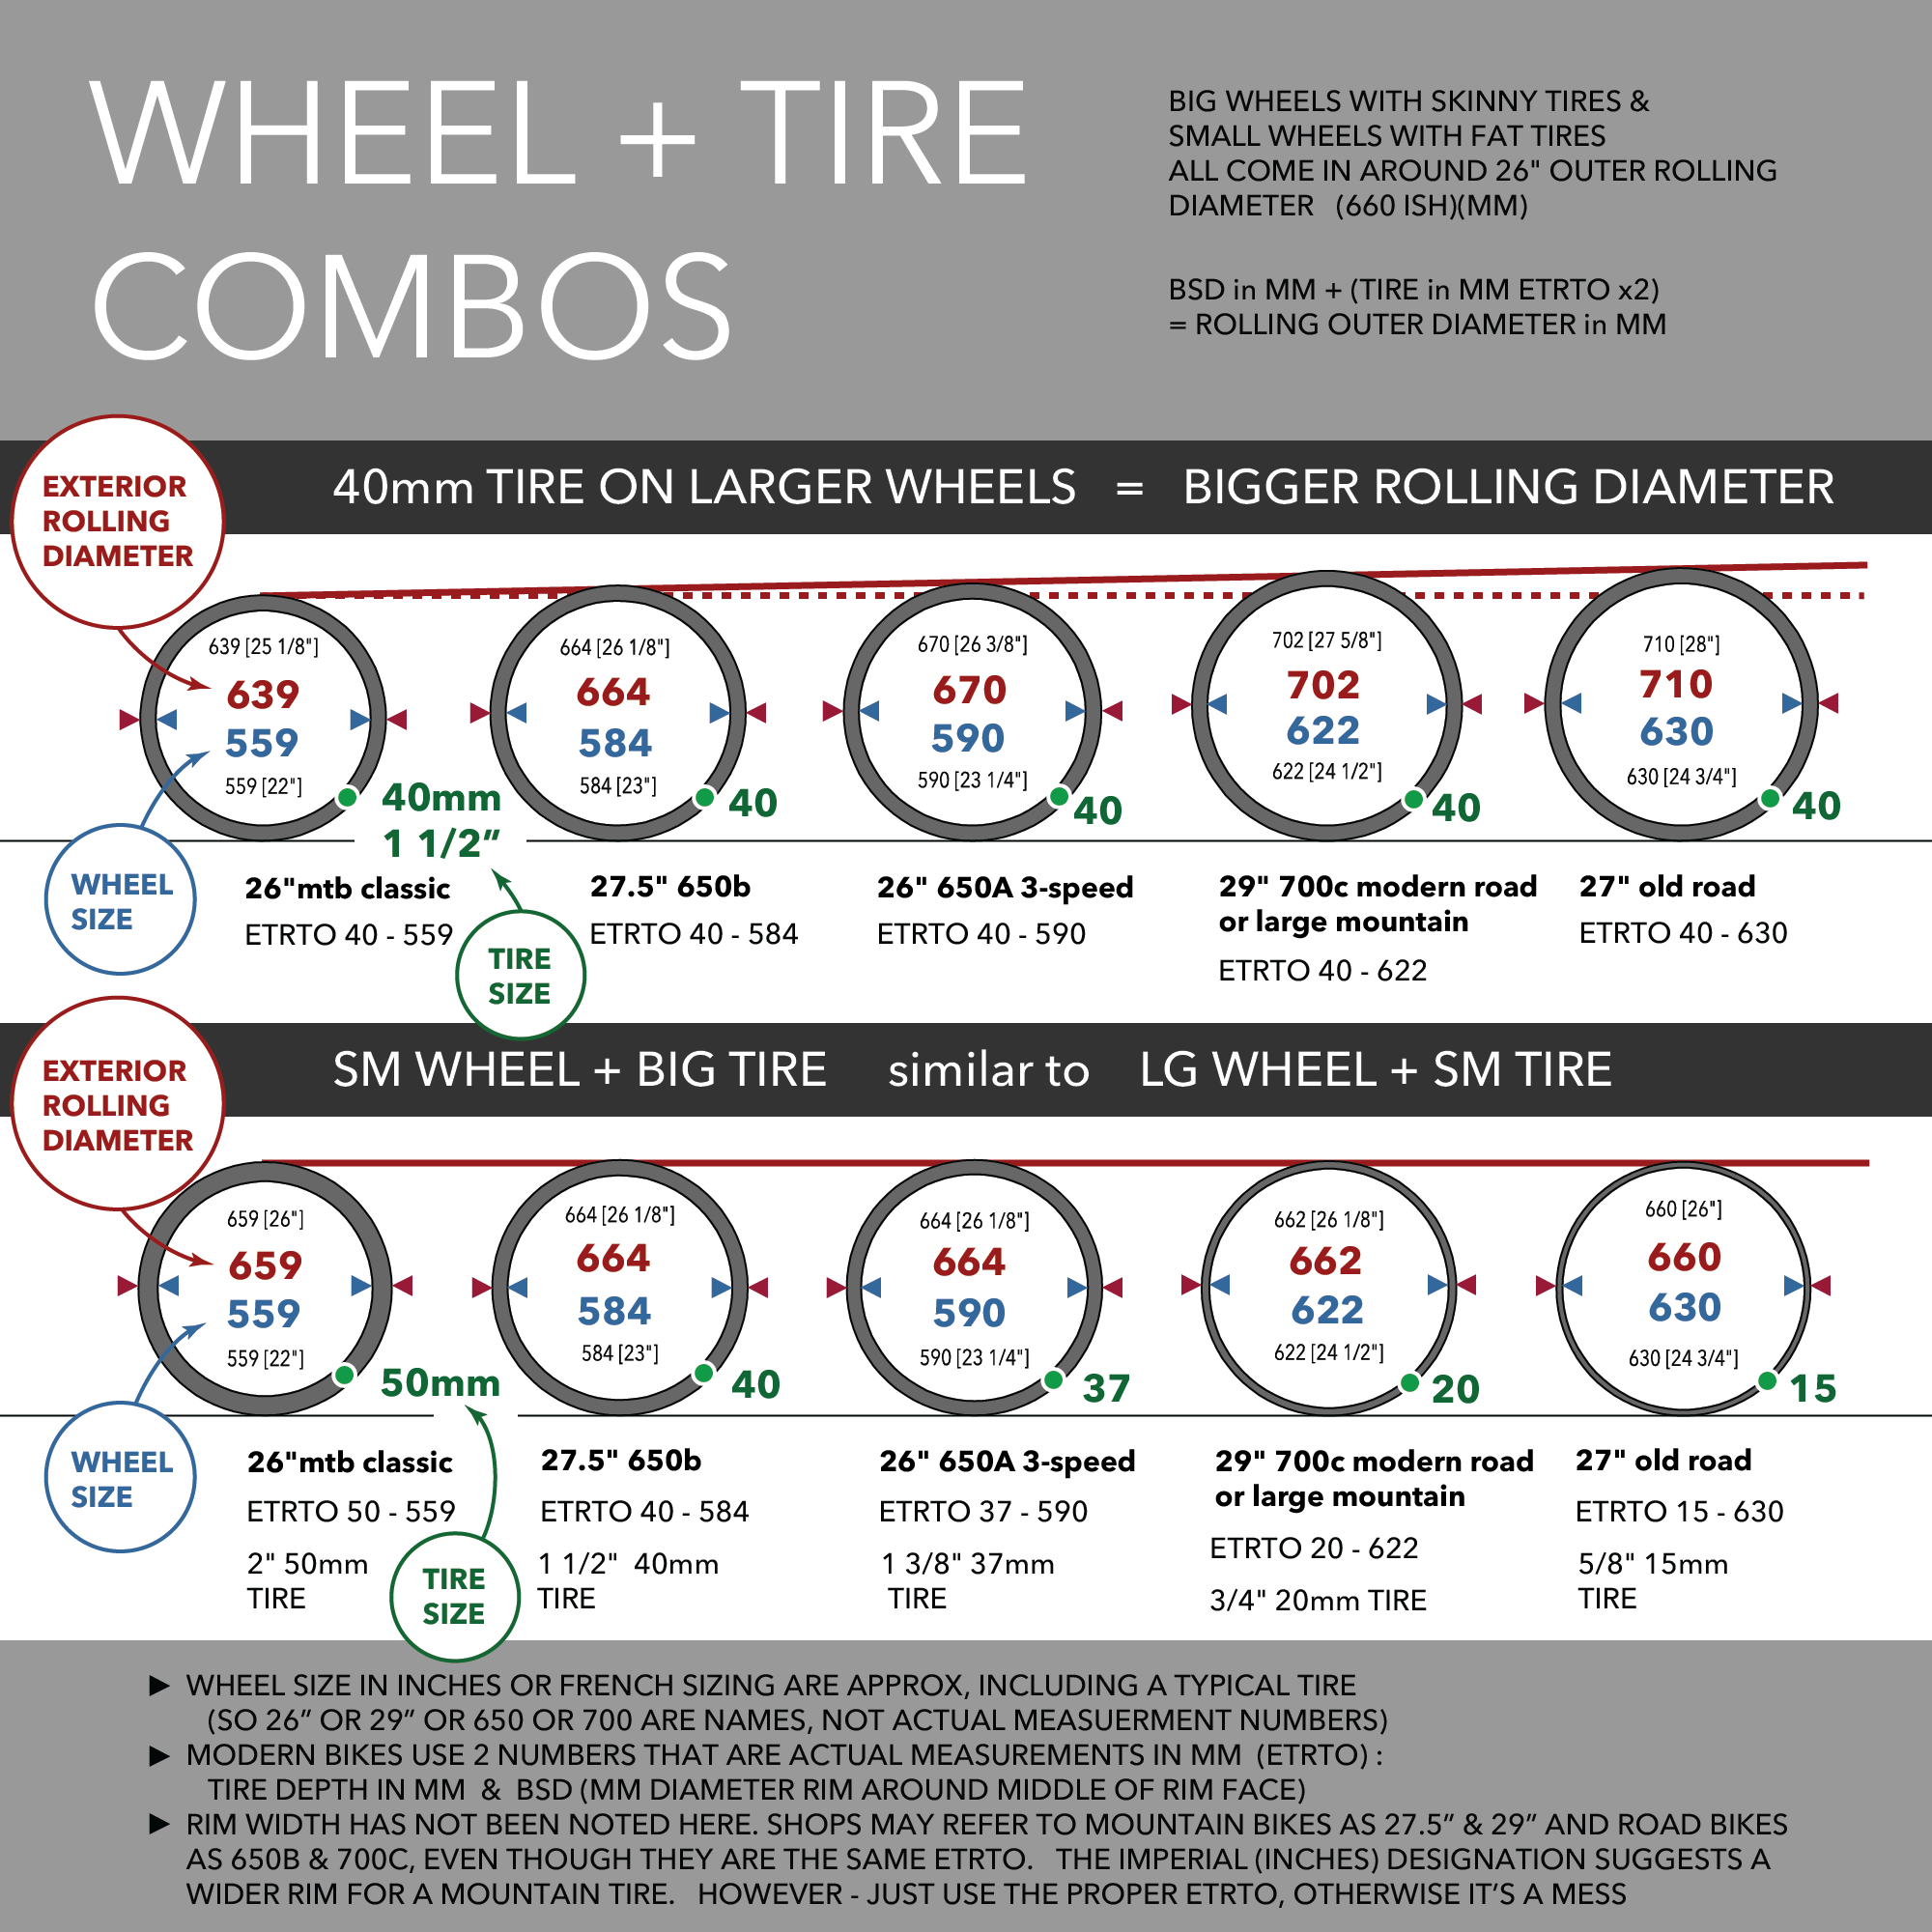 WHEEL + TIRE
COMBOS
BIG WHEELS WITH SKINNY TIRES &
SMALL WHEELS WITH FAT TIRES
ALL COME IN AROUND 26" OUTER ROLLING
DIAMETER (660 ISH)(MM)
BSD in MM + (TIRE in MM ETRTO x2)
= ROLLING OUTER DIAMETER in MM
EXTERIOR
ROLLING
DIAMETER
40mm TIRE ON LARGER WHEELS = BIGGER ROLLING DIAMETER
639 [25 1/8"]
639
559
559 [22"]
40mm
1 1/2”
664 [26 1/8"]
664
584
584 [23"]
40
670 [26 3/8"]
670
590
590 [23 1/4"]
40
702 [27 5/8"]
702
622
622 [24 1/2"]
40
710 [28"]
710
630
630 [24 3/4"]
40
WHEEL
SIZE
26"mtb classic
ETRTO 40 - 559
TIRE
SIZE
27.5" 650b
ETRTO 40 - 584
26" 650A 3-speed
ETRTO 40 - 590
29" 700c modern road
or large mountain
ETRTO 40 - 622
27" old road
ETRTO 40 - 630
EXTERIOR
ROLLING
DIAMETER
SM WHEEL + BIG TIRE similar to LG WHEEL + SM TIRE
659 [26"]
659
559
559 [22"]
50mm
664 [26 1/8"]
664
584
584 [23"]
40
664 [26 1/8"]
664
590
590 [23 1/4"]
37
662 [26 1/8"]
662
622
622 [24 1/2"]
20
660 [26"]
660
630
630 [24 3/4"]
15
WHEEL
SIZE
26"mtb classic
ETRTO 50 - 559
2" 50mm
TIRE
TIRE
SIZE
27.5" 650b
ETRTO 40 - 584
1 1/2" 40mm
TIRE
26" 650A 3-speed
ETRTO 37 - 590
1 3/8" 37mm
TIRE
29" 700c modern road
or large mountain
ETRTO 20 - 622
3/4" 20mm TIRE
27" old road
ETRTO 15 - 630
5/8" 15mm
TIRE
► WHEEL SIZE IN INCHES OR FRENCH SIZING ARE APPROX, INCLUDING A TYPICAL TIRE
(SO 26” OR 29” OR 650 OR 700 ARE NAMES, NOT ACTUAL MEASUERMENT NUMBERS)
► MODERN BIKES USE 2 NUMBERS THAT ARE ACTUAL MEASUREMENTS IN MM (ETRTO) :
TIRE DEPTH IN MM & BSD (MM DIAMETER RIM AROUND MIDDLE OF RIM FACE)
► RIM WIDTH HAS NOT BEEN NOTED HERE. SHOPS MAY REFER TO MOUNTAIN BIKES AS 27.5” & 29” AND ROAD BIKES
AS 650B & 700C, EVEN THOUGH THEY ARE THE SAME ETRTO. THE IMPERIAL (INCHES) DESIGNATION SUGGESTS A
WIDER RIM FOR A MOUNTAIN TIRE. HOWEVER - JUST USE THE PROPER ETRTO, OTHERWISE IT’S A MESS